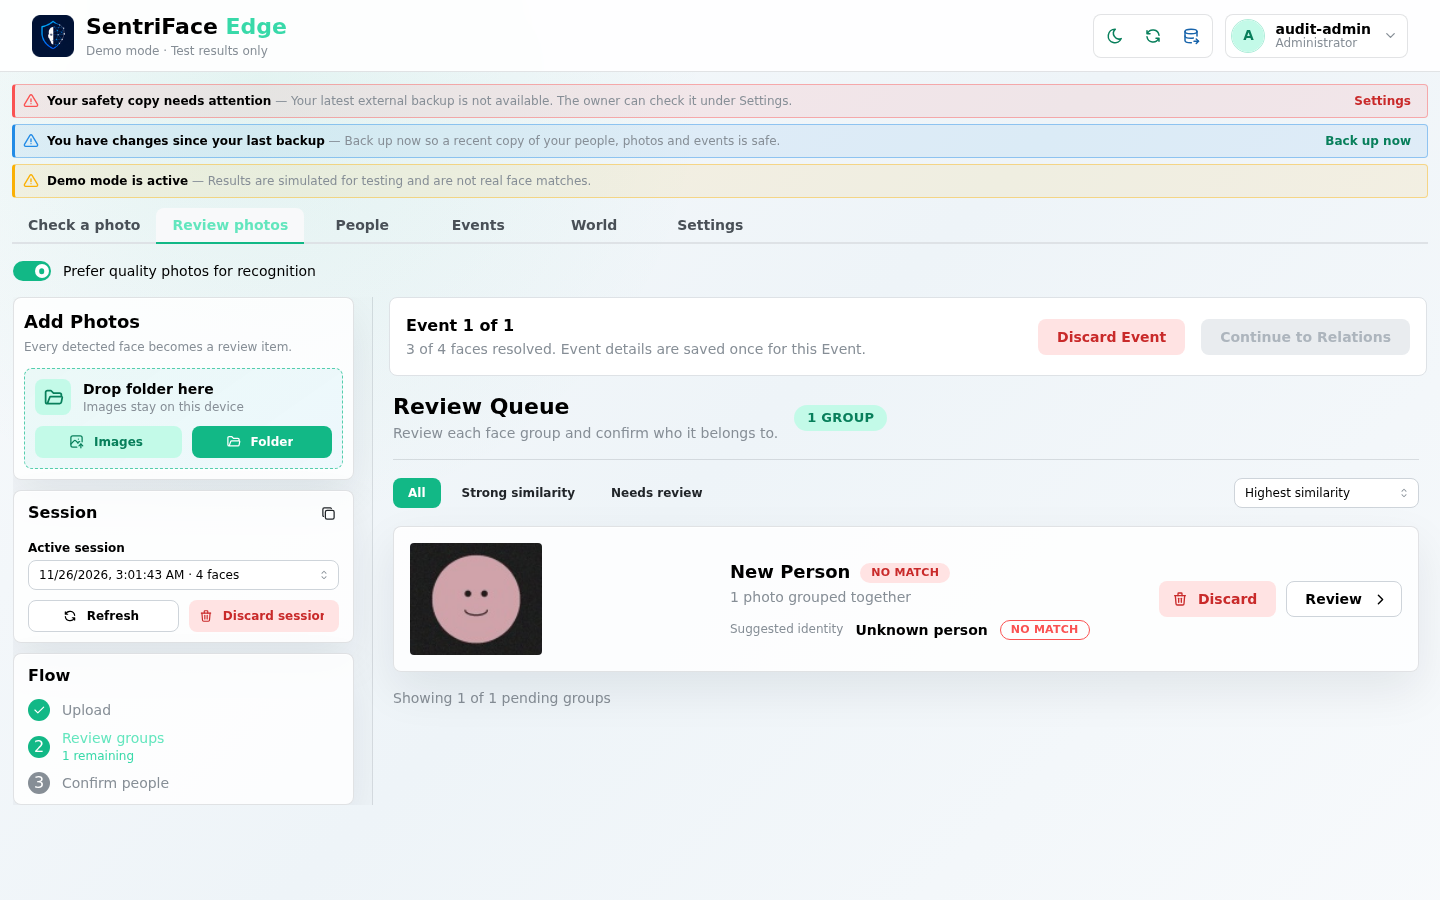 SentriFace Edge
Demo mode · Test results only
A
audit-admin
Administrator
Your safety copy needs attention — Your latest external backup is not available. The owner can check it under Settings.
Settings
You have changes since your last backup — Back up now so a recent copy of your people, photos and events is safe.
Back up now
Demo mode is active — Results are simulated for testing and are not real face matches.
Check a photo
Review photos
People
Events
World
Settings
Prefer quality photos for recognition
Add Photos
Every detected face becomes a review item.
Drop folder here
Images stay on this device
Images
Folder
Session
Active session
11/26/2026, 3:01:43 AM · 4 faces
Refresh
Discard session
Flow
Upload
2
Review groups
1 remaining
3
Confirm people
Event 1 of 1
3 of 4 faces resolved. Event details are saved once for this Event.
Discard Event
Continue to Relations
Review Queue
Review each face group and confirm who it belongs to.
1 GROUP
All
Strong similarity
Needs review
Highest similarity
New Person
NO MATCH
1 photo grouped together
Suggested identity
Unknown person
NO MATCH
Discard
Review
Showing 1 of 1 pending groups